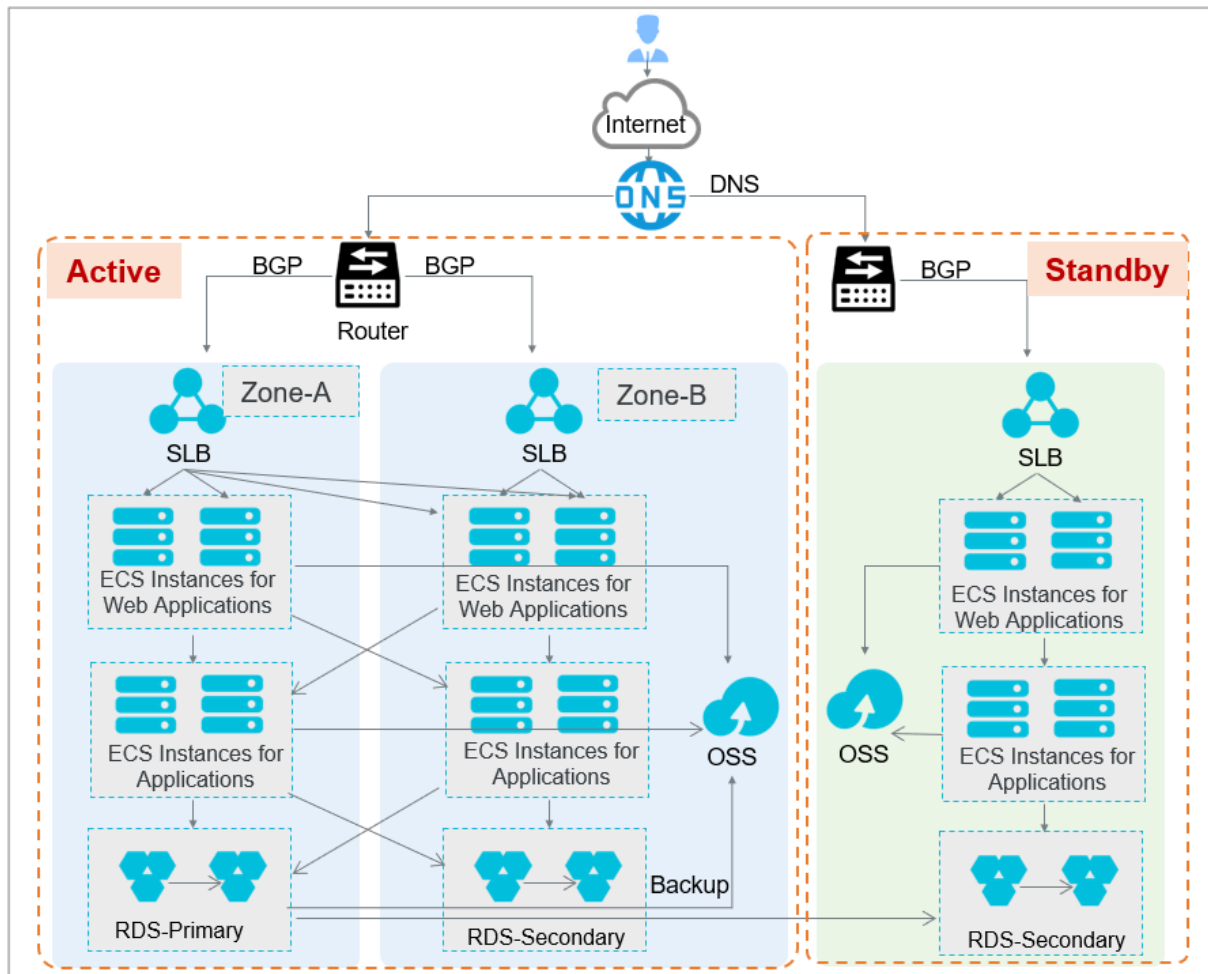 Internet
DNS
DNS
Active
BGP
BGP
BGP
Standby
Router
Zone-A
Zone-B
SLB
SLB
SLB
ECS Instances for
Web Applications
ECS Instances for
Web Applications
ECS Instances for
Web Applications
ECS Instances for
Applications
ECS Instances for
Applications
OSS
OSS
ECS Instances for
Applications
Backup
RDS-Primary
RDS-Secondary
RDS-Secondary